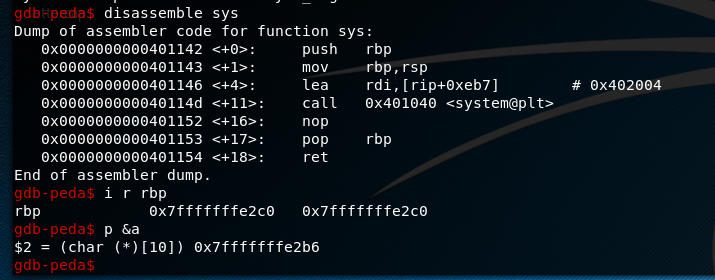 gdb-peda$ disassemble sys
Dump of assembler code for function sys:
   0x0000000000401142 <+0>:     push   rbp
   0x0000000000401143 <+1>:     mov    rbp,rsp
   0x0000000000401146 <+4>:     lea    rdi,[rip+0xeb7]        # 0x402004
   0x000000000040114d <+11>:    call   0x401040 <system@plt>
   0x0000000000401152 <+16>:    nop
   0x0000000000401153 <+17>:    pop    rbp
   0x0000000000401154 <+18>:    ret
End of assembler dump.
gdb-peda$ i r rbp
rbp            0x7fffffffe2c0   0x7fffffffe2c0
gdb-peda$ p &a
$2 = (char (*)[10]) 0x7fffffffe2b6
gdb-peda$